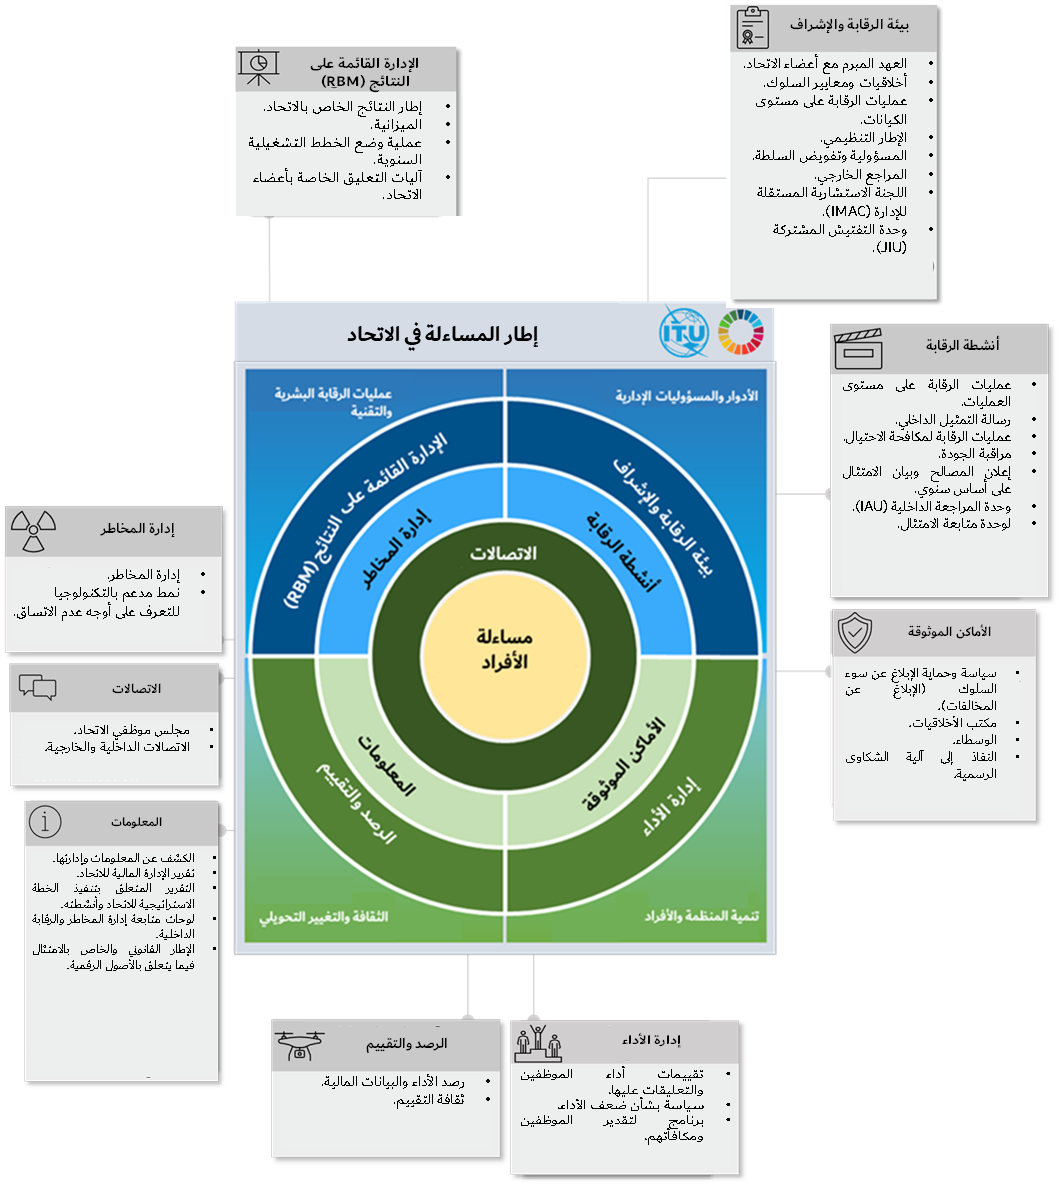 بيئة الرقابة والإشراف
العهد المبرم مع أعضاء الاتحاد.
أخلاقيات ومعايير السلوك.
عمليات الرقابة على مستوى
الكيانات.
الإطار التنظيمي.
المسؤولية وتفويض السلطة.
المراجع الخارجي.
اللجنة الاستشارية المستقلة
للإدارة (IMAC).
وحدة التفتيش المشتركة
(JIU).
الإدارة القائمة على
النتائج (RBM)
إطار النتائج الخاص بالاتحاد.
الميزانية.
عملية وضع الخطط التشغيلية
السنوية.
آليات التعليق الخاصة بأعضاء
الاتحاد.
إطار المساءلة في الاتحاد
ITU
أنشطة الرقابة
عمليات الرقابة على مستوى
العمليات.
رسالة التمثيل الداخلي.
عمليات الرقابة لمكافحة الاحتيال.
مراقبة الجودة.
إعلان المصالح وبيان الامتثال
على أساس سنوي.
وحدة المراجعة الداخلية (IAU).
لوحدة متابعة الامتثال.
الأدوار والمسؤوليات الإدارية
عمليات الرقابة البشرية
والتقنية
بيئة الرقابة والإشراف
الإدارة القائمة على النتائج (RBM)
أنشطة الرقابة
إدارة المخاطر
الاتصالات
مساءلة
الأفراد
الأماكن الموثوقة
المعلومات
إدارة الأداء
الرصد والتقييم
تنمية المنظمة والأفراد
الثقافة والتغيير التحويلي
إدارة المخاطر
إدارة المخاطر.
نمط مدعم بالتكنولوجيا
للتعرف على أوجه عدم الاتساق.
الأماكن الموثوقة
سياسة وحماية الإبلاغ عن سوء
السلوك (الإبلاغ عن
المخالفات).
مكتب الأخلاقيات.
الوسطاء.
النفاذ إلى آلية الشكاوى
الرسمية.
الاتصالات
مجلس موظفي الاتحاد.
الاتصالات الداخلية والخارجية.
المعلومات
الكشف عن المعلومات وإدارتها.
تقرير الإدارة المالية للاتحاد.
التقرير المتعلق بتنفيذ الخطة
الاستراتيجية للاتحاد وأنشطته.
لوحات متابعة إدارة المخاطر والرقابة
الداخلية.
الإطار القانوني والخاص بالامتثال
فيما يتعلق بالأصول الرقمية.
إدارة الأداء
تقييمات أداء الموظفين
والتعليقات عليها.
سياسة بشأن ضعف الأداء.
برنامج لتقدير الموظفين
ومكافأتهم.
الرصد والتقييم
رصد الأداء والبيانات المالية.
ثقافة التقييم.